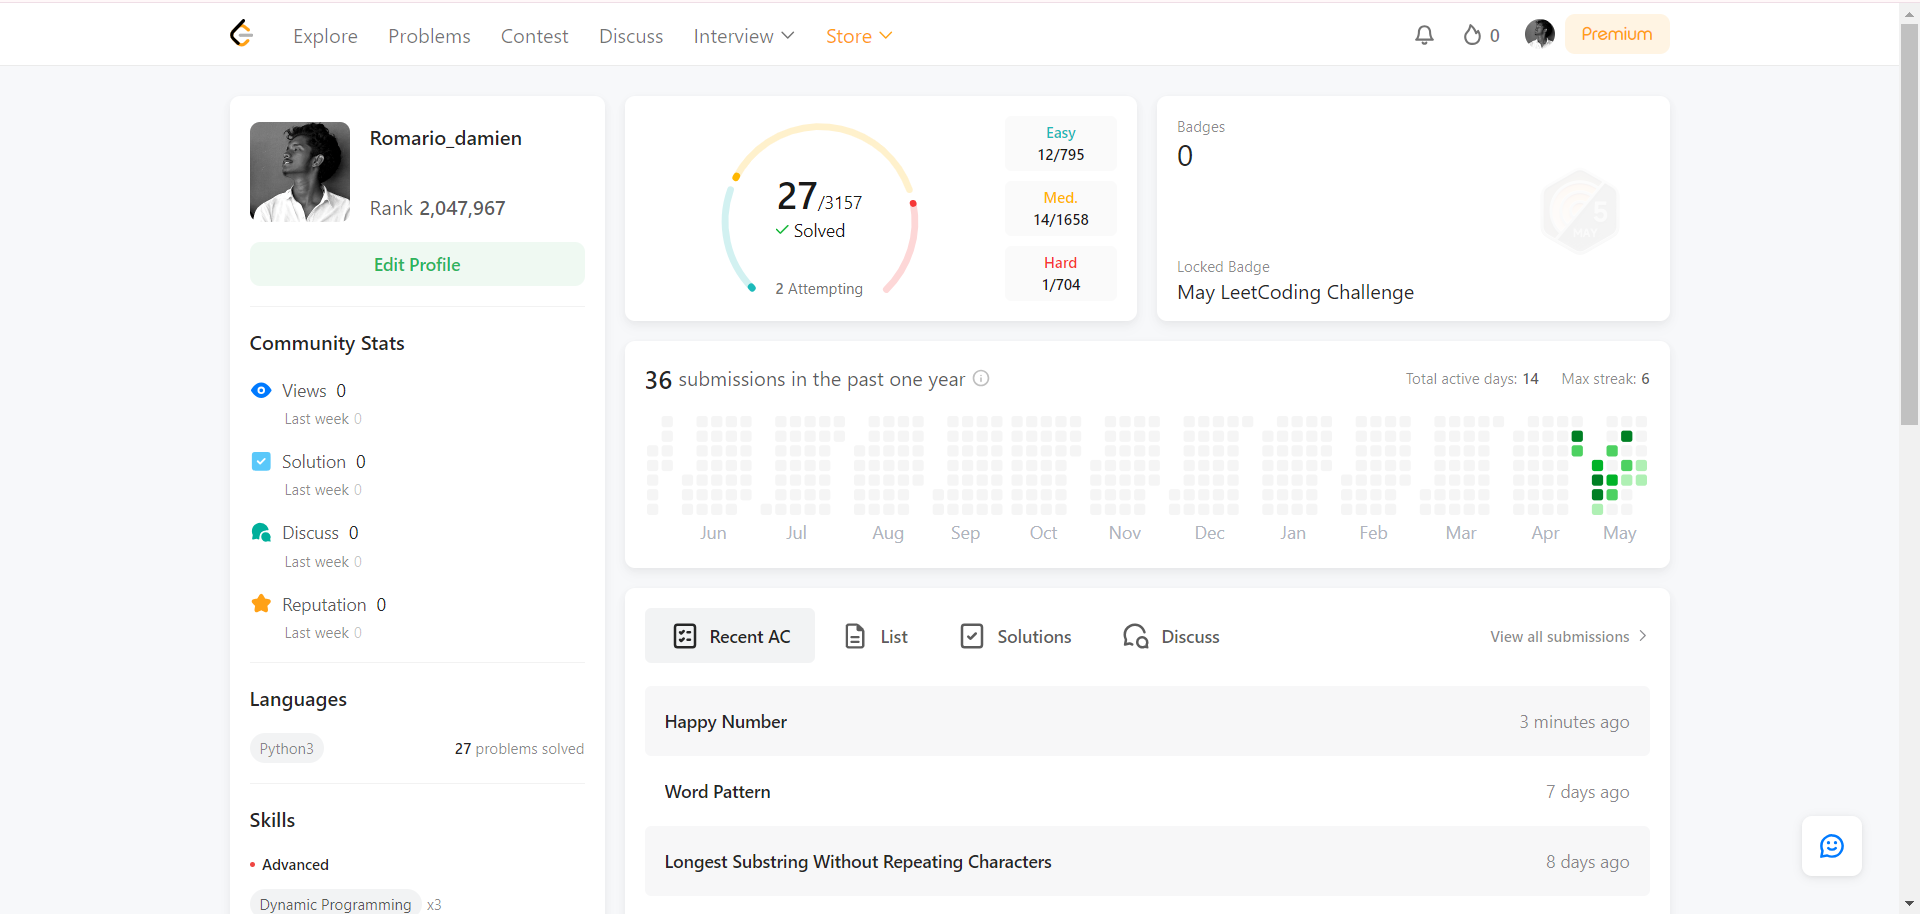 Explore Problems Contest Discuss Interview Store 0 Premium
Romario_damien
Rank 2,047,967
Edit Profile
Community Stats
Views 0
Last week 0
Solution 0
Last week 0
Discuss 0
Last week 0
Reputation 0
Last week 0
Languages
Python3 27 problems solved
Skills
Advanced
Dynamic Programming x3
27/3157
Solved
2 Attempting
Easy
12/795
Med.
14/1658
Hard
1/704
Badges
0
5
MAY
Locked Badge
May LeetCoding Challenge
36 submissions in the past one year Total active days: 14 Max streak: 6
Jun Jul Aug Sep Oct Nov Dec Jan Feb Mar Apr May
Recent AC List Solutions Discuss View all submissions
Happy Number 3 minutes ago
Word Pattern 7 days ago
Longest Substring Without Repeating Characters 8 days ago